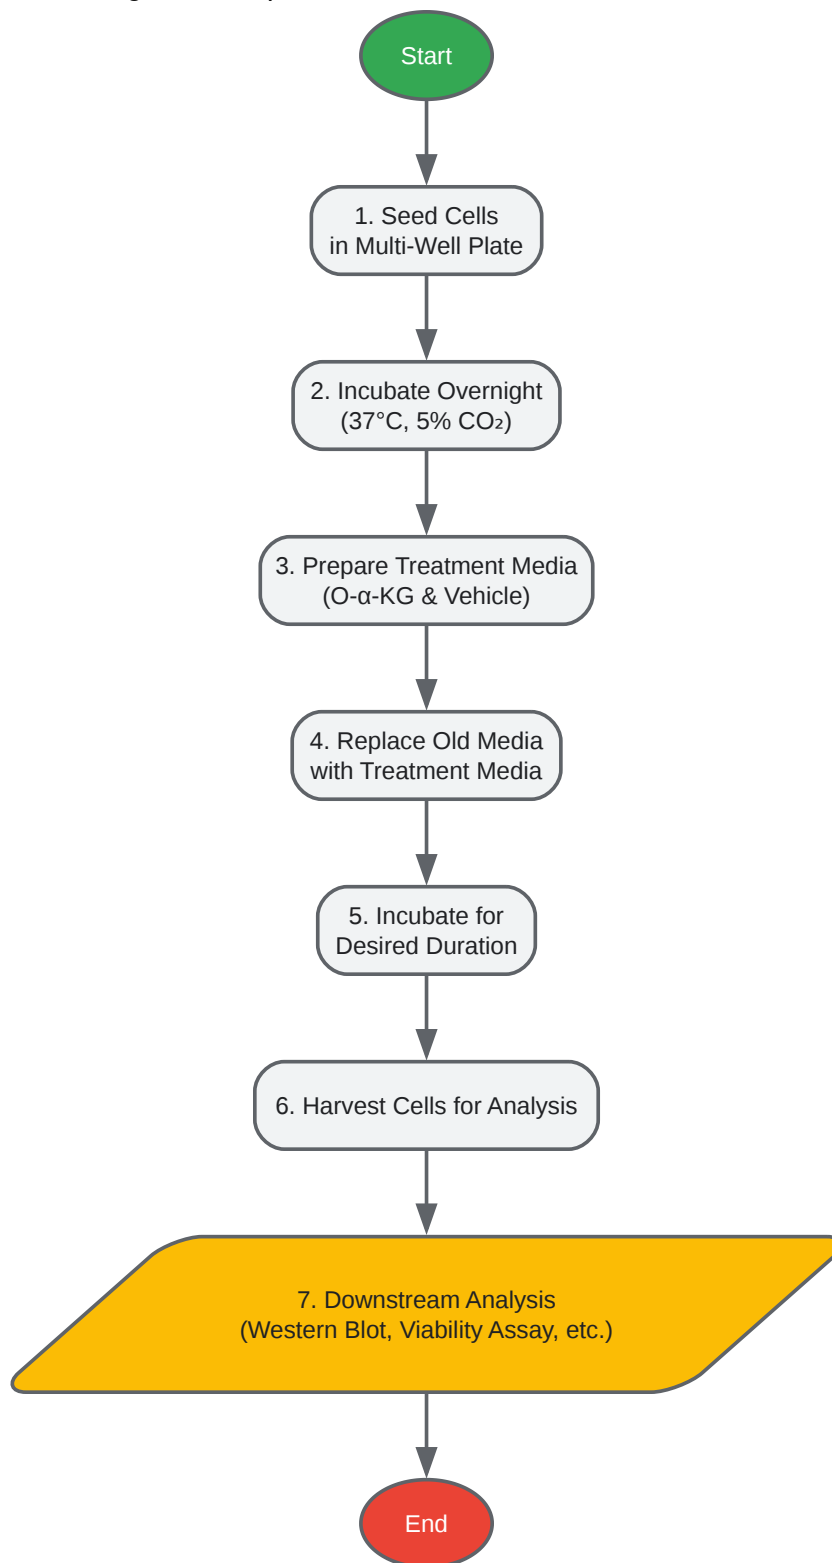 Start
1. Seed Cells
in Multi-Well Plate
2. Incubate Overnight
(37°C, 5% CO₂)
3. Prepare Treatment Media
(O-α-KG & Vehicle)
4. Replace Old Media
with Treatment Media
5. Incubate for
Desired Duration
6. Harvest Cells for Analysis
7. Downstream Analysis
(Western Blot, Viability Assay, etc.)
End